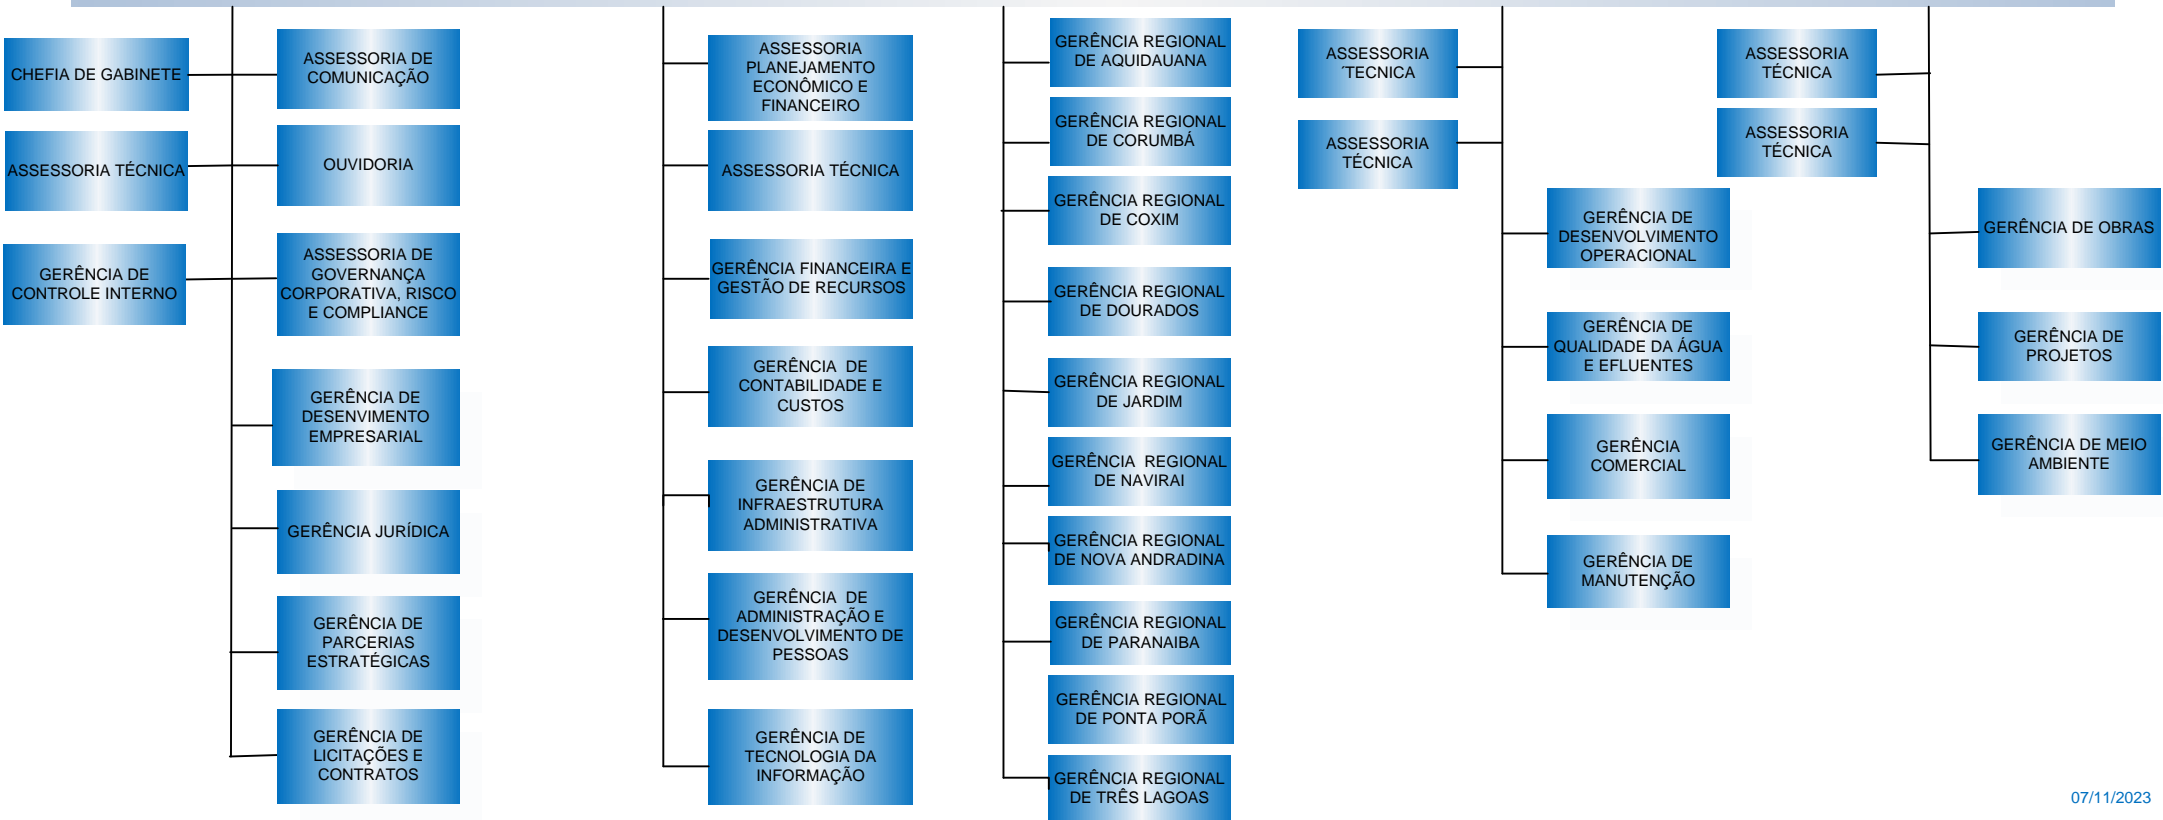 CHEFIA DE GABINETE
ASSESSORIA TÉCNICA
GERÊNCIA DE
CONTROLE INTERNO
ASSESSORIA DE
COMUNICAÇÃO
OUVIDORIA
ASSESSORIA DE
GOVERNANÇA
CORPORATIVA, RISCO
E COMPLIANCE
GERÊNCIA DE
DESENVIMENTO
EMPRESARIAL
GERÊNCIA JURÍDICA
GERÊNCIA DE
PARCERIAS
ESTRATÉGICAS
GERÊNCIA DE
LICITAÇÕES E
CONTRATOS
ASSESSORIA
PLANEJAMENTO
ECONÔMICO E
FINANCEIRO
ASSESSORIA TÉCNICA
GERÊNCIA FINANCEIRA E
GESTÃO DE RECURSOS
GERÊNCIA  DE
CONTABILIDADE E
CUSTOS
GERÊNCIA DE
INFRAESTRUTURA
ADMINISTRATIVA
GERÊNCIA  DE
ADMINISTRAÇÃO E
DESENVOLVIMENTO DE
PESSOAS
GERÊNCIA DE
TECNOLOGIA DA
INFORMAÇÃO
GERÊNCIA REGIONAL
DE AQUIDAUANA
GERÊNCIA REGIONAL
DE CORUMBÁ
GERÊNCIA REGIONAL
DE COXIM
GERÊNCIA REGIONAL
DE DOURADOS
GERÊNCIA REGIONAL
DE JARDIM
GERÊNCIA  REGIONAL
DE NAVIRAI
GERÊNCIA REGIONAL
DE NOVA ANDRADINA
GERÊNCIA REGIONAL
DE PARANAIBA
GERÊNCIA REGIONAL
DE PONTA PORÃ
GERÊNCIA REGIONAL
DE TRÊS LAGOAS
ASSESSORIA
´TECNICA
ASSESSORIA
TÉCNICA
GERÊNCIA DE
DESENVOLVIMENTO
OPERACIONAL
GERÊNCIA DE
QUALIDADE DA ÁGUA
E EFLUENTES
GERÊNCIA
COMERCIAL
GERÊNCIA DE
MANUTENÇÃO
ASSESSORIA
TÉCNICA
ASSESSORIA
TÉCNICA
GERÊNCIA DE OBRAS
GERÊNCIA DE
PROJETOS
GERÊNCIA DE MEIO
AMBIENTE
07/11/2023